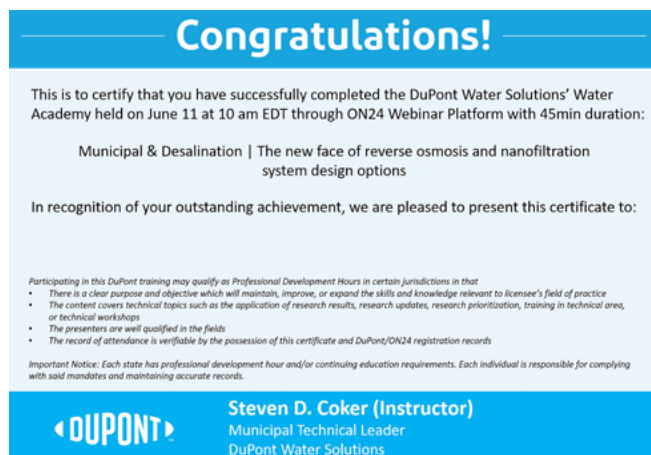 Congratulations!
This is to certify that you have successfully completed the DuPont Water Solutions' Water
Academy held on June 11 at 10 am EDT through ON24 Webinar Platform with 45min duration:
Municipal & Desalination | The new face of reverse osmosis and nanofiltration
system design options
In recognition of your outstanding achievement, we are pleased to present this certificate to:
Participating in this DuPont training may qualify as Professional Development Hours in certain jurisdictions in that
• There is a clear purpose and objective which will maintain, improve, or expand the skills and knowledge relevant to licensee's field of practice
• The content covers technical topics such as the application of research results, research updates, research prioritization, training in technical area,
or technical workshops
• The presenters are well qualified in the fields
• The record of attendance is verifiable by the possession of this certificate and DuPont/ON24 registration records
Important Notice: Each state has professional development hour and/or continuing education requirements. Each individual is responsible for complying
with said mandates and maintaining accurate records.
DUPONT
Steven D. Coker (Instructor)
Municipal Technical Leader
DuPont Water Solutions